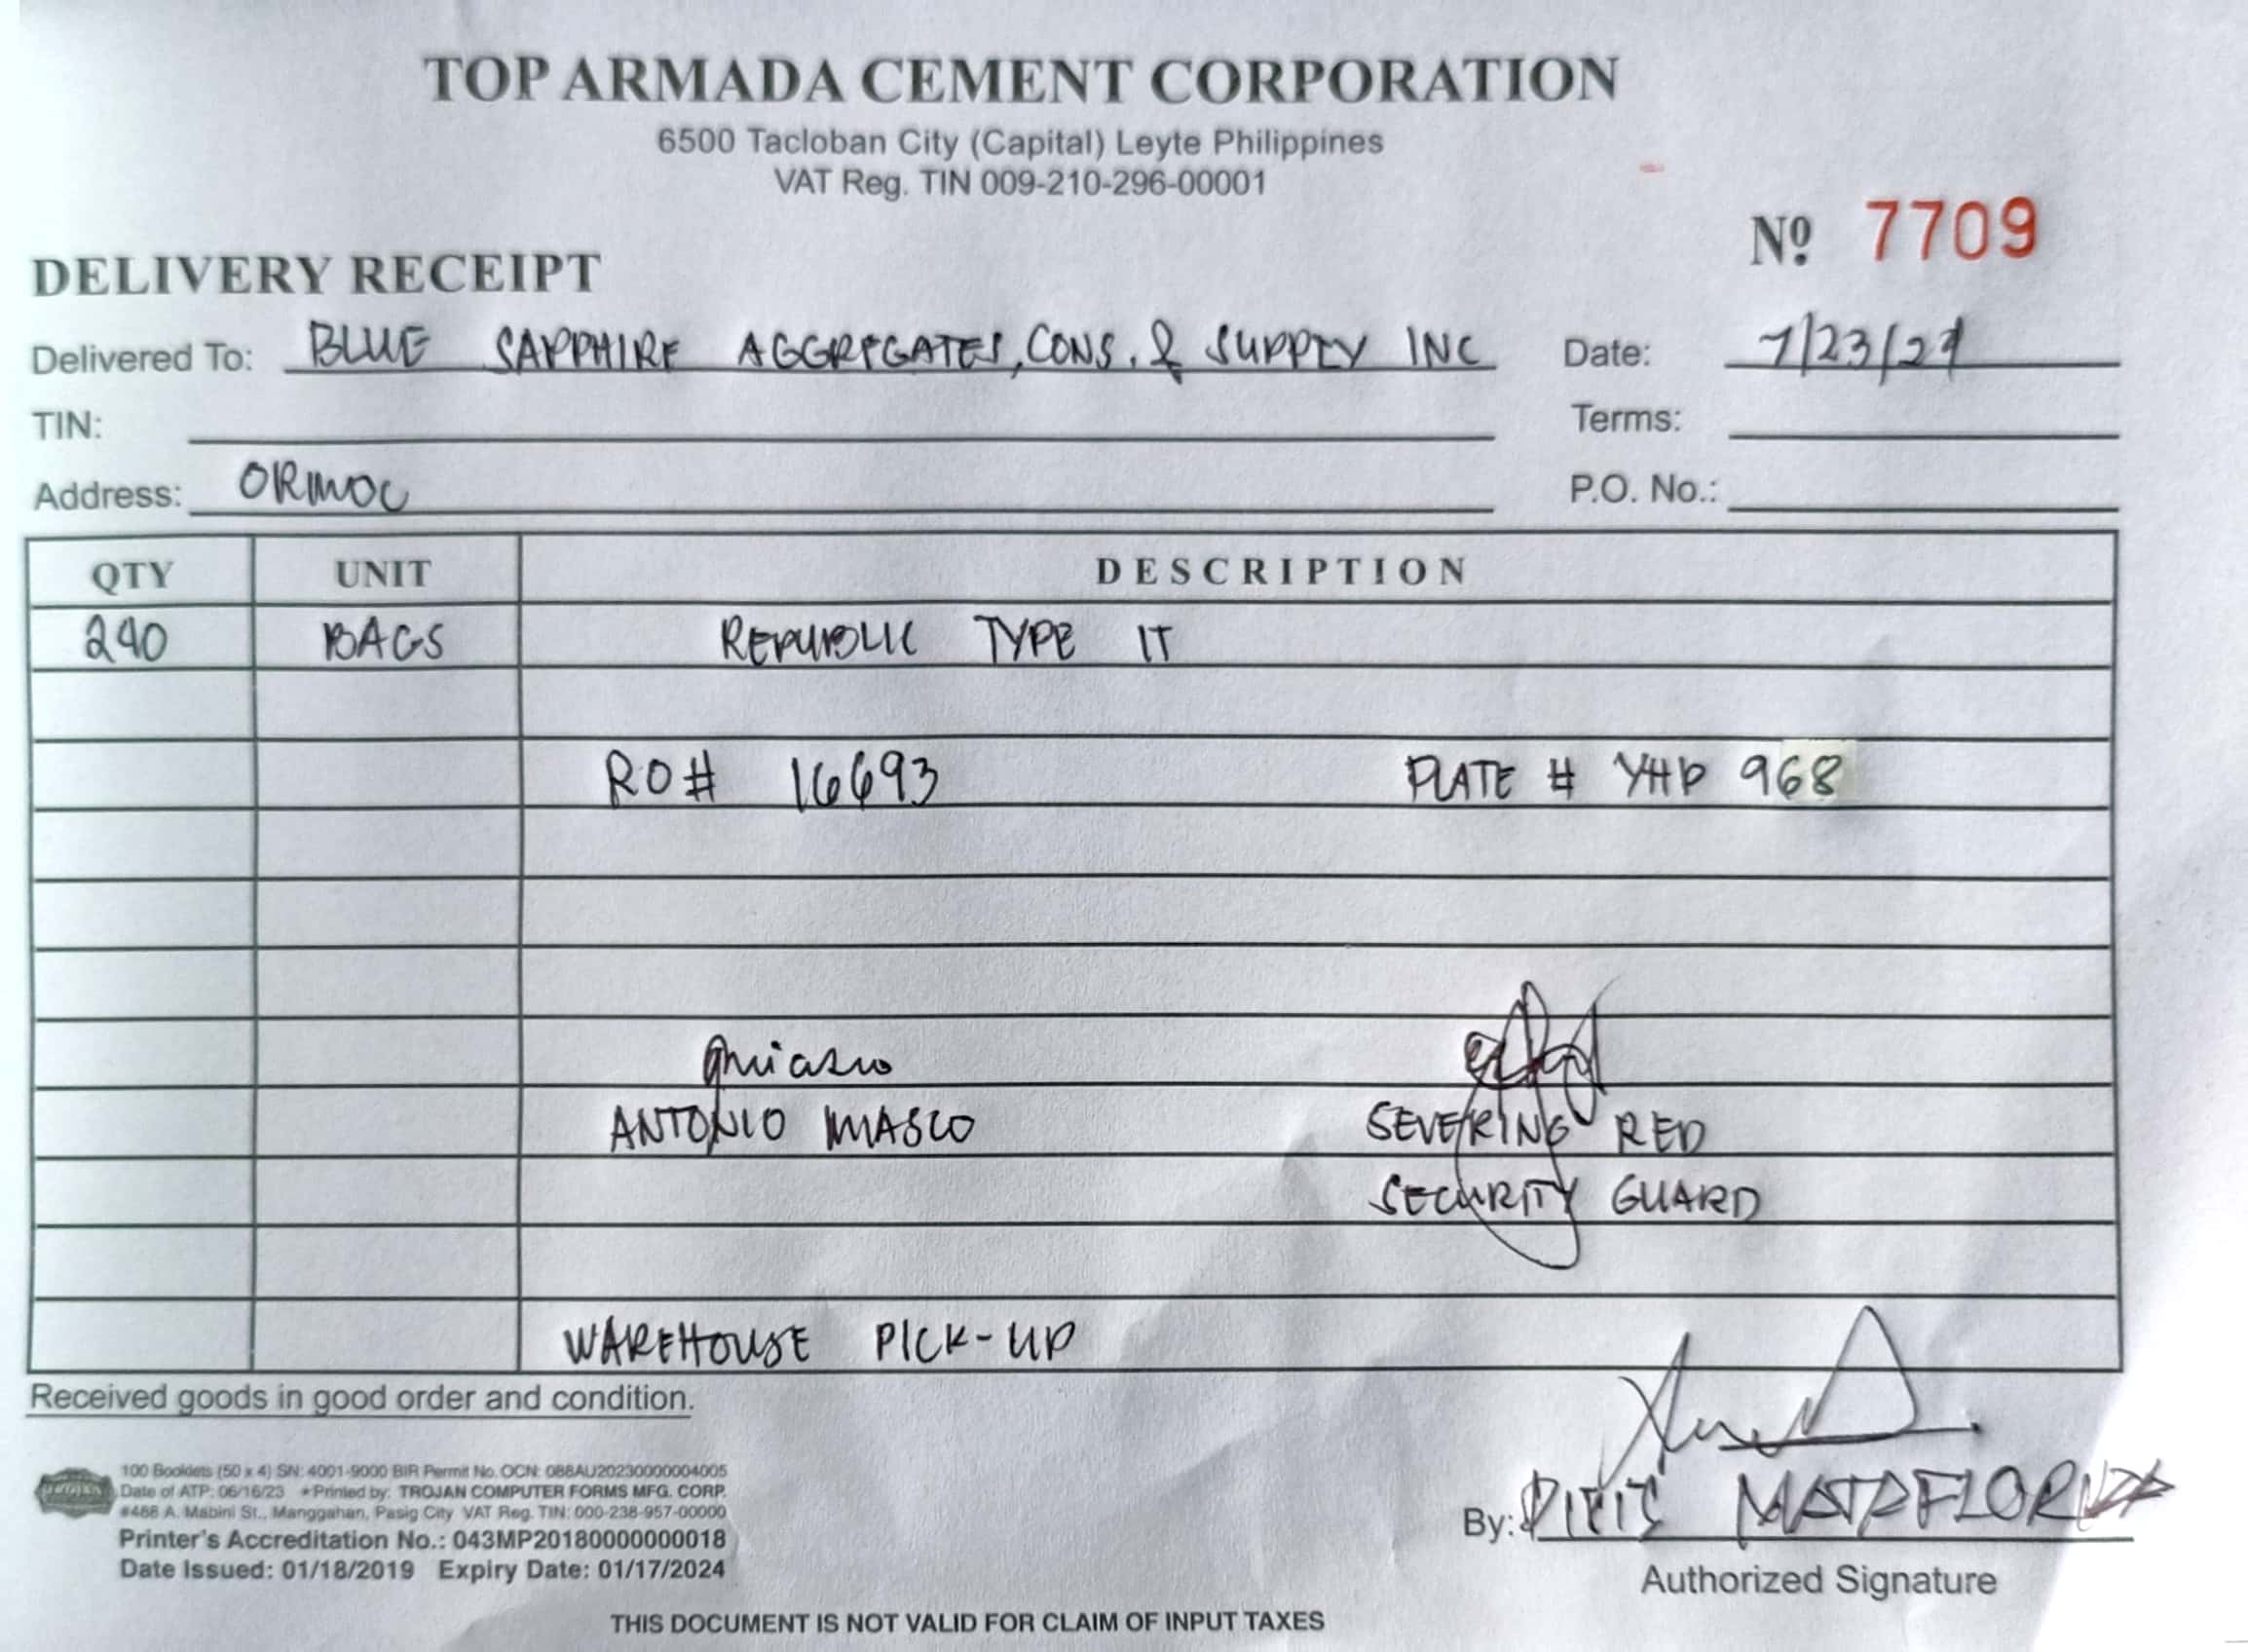 TOP ARMADA CEMENT CORPORATION
6500 Tacloban City (Capital) Leyte Philippines
VAT Reg. TIN 009-210-296-00001
Nº 7709
DELIVERY RECEIPT
Delivered To: BLUE SAPPHIRE AGGREGATES, CONS. & SUPPLY INC Date: 7/23/24
TIN: Terms:
Address: ORMOC P.O. No.:
QTY UNIT DESCRIPTION
240 BAGS REPUBLIC TYPE IT
RO# 16693 PLATE # YHD 968
ANTONIO MIASCO SEVERINO RED
SECURITY GUARD
WAREHOUSE PICK-UP
Received goods in good order and condition.
100 Booklets (50 x 4) SN: 4001-9000 BIR Permit No. OCN: 088AU20230000004005
Date of ATP: 06/16/23 *Printed by: TROJAN COMPUTER FORMS MFG. CORP.
#488 A. Mabini St., Manggahan, Pasig City VAT Reg. TIN: 000-238-957-00000
Printer's Accreditation No.: 043MP20180000000018
Date Issued: 01/18/2019 Expiry Date: 01/17/2024
By:
Authorized Signature
THIS DOCUMENT IS NOT VALID FOR CLAIM OF INPUT TAXES